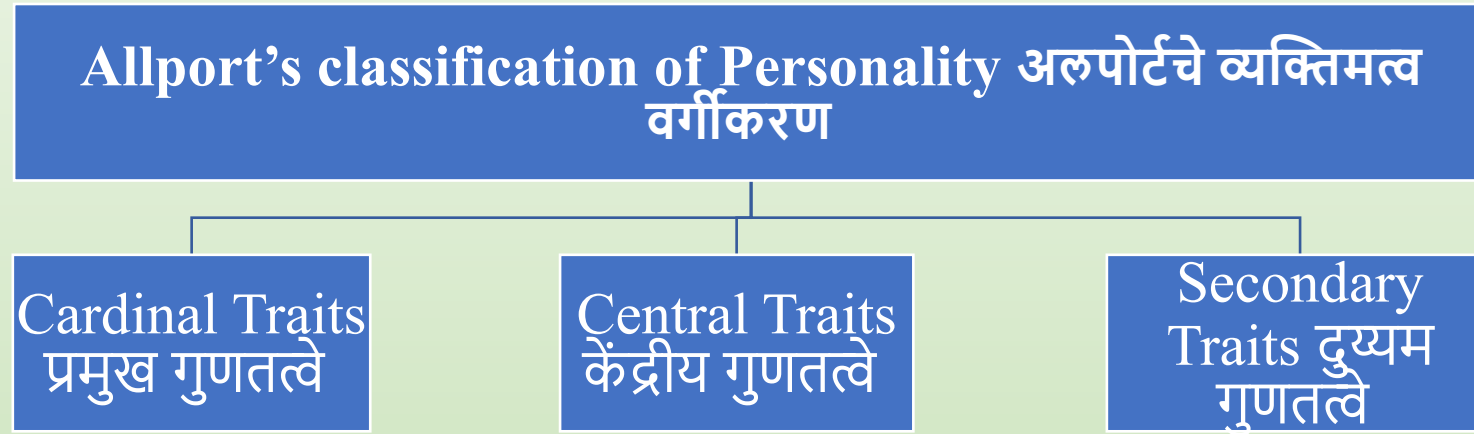 Allport’s classification of Personality अलपोर्टचे व्यक्तिमत्व
वर्गीकरण
Cardinal Traits
प्रमुख गुणतत्वे
Central Traits
केंद्रीय गुणतत्वे
Secondary
Traits दुय्यम
गुणतत्वे